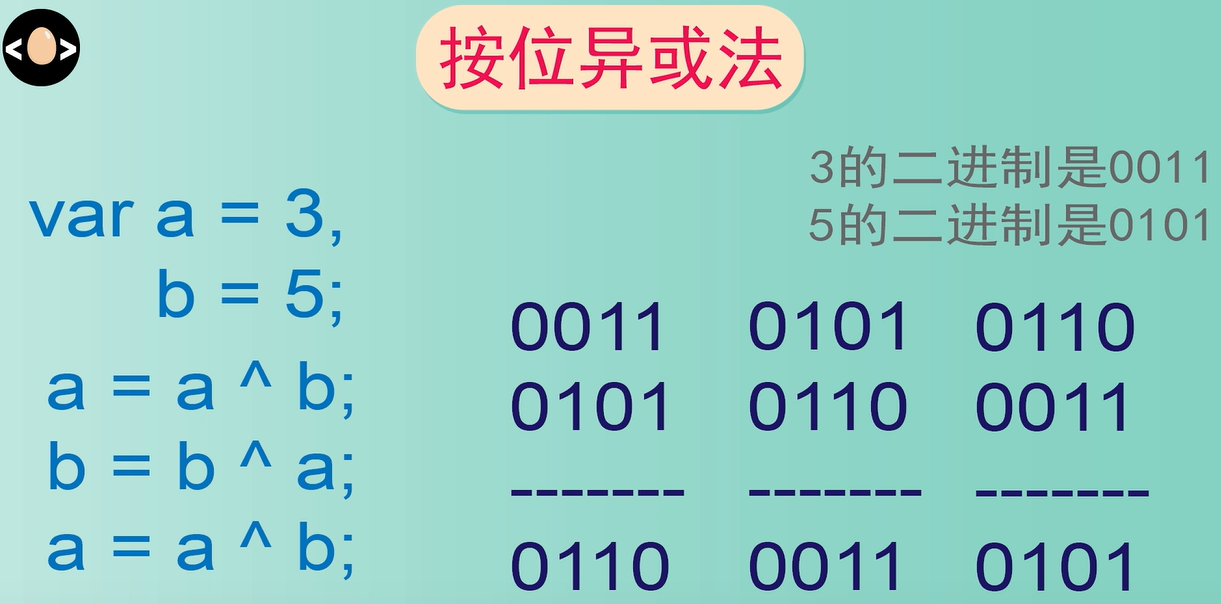 按位异或法
3的二进制是0011
5的二进制是0101
var a = 3,
b = 5;
a = a ^ b;
b = b ^ a;
a = a ^ b;
0011 0101 0110
0101 0110 0011
------- ------- -------
0110 0011 0101